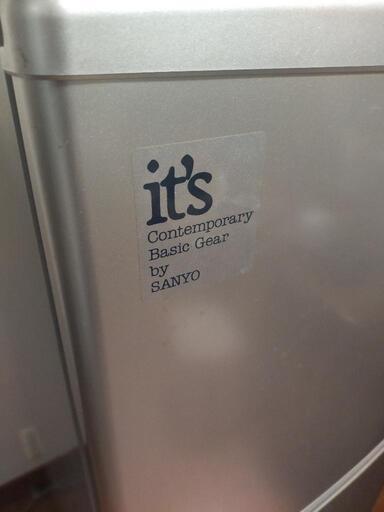 it's
Contemporary
Basic Gear
by
SANYO